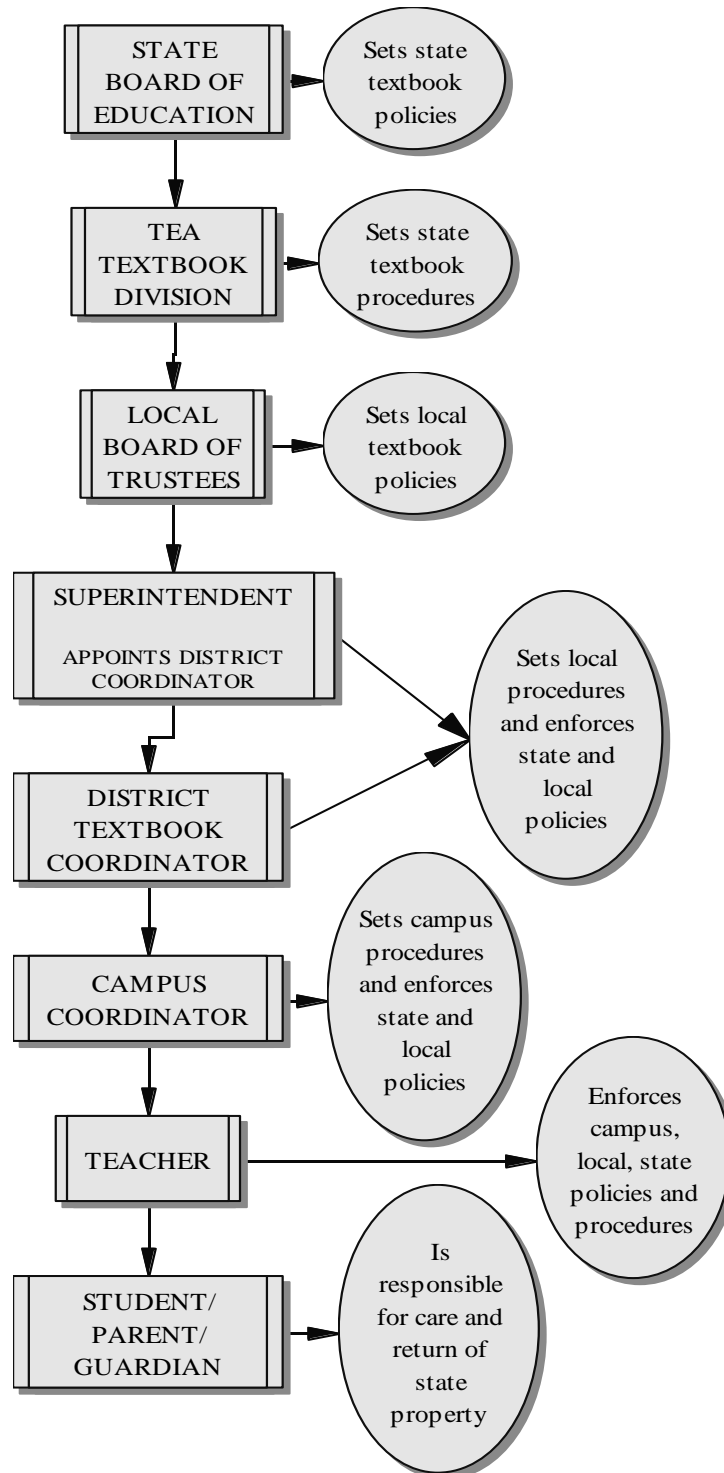 STATE
BOARD OF
EDUCATION
Sets state
textbook
policies
TEA
TEXTBOOK
DIVISION
Sets state
textbook
procedures
LOCAL
BOARD OF
TRUSTEES
Sets local
textbook
policies
SUPERINTENDENT
APPOINTS DISTRICT
COORDINATOR
Sets local
procedures
and enforces
state and
local
policies
DISTRICT
TEXTBOOK
COORDINATOR
CAMPUS
COORDINATOR
Sets campus
procedures
and enforces
state and
local
policies
TEACHER
Enforces
campus,
local, state
policies and
procedures
STUDENT/
PARENT/
GUARDIAN
Is
responsible
for care and
return of
state
property